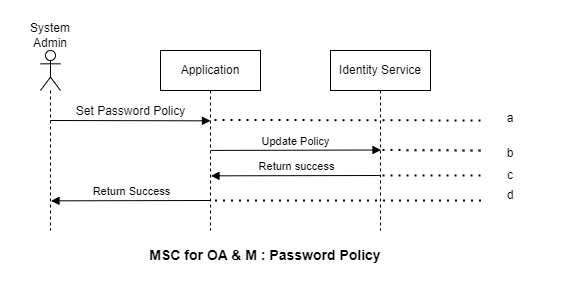 System
Admin
Application
Identity Service
Set Password Policy
a
Update Policy
b
Return success
c
Return Success
d
MSC for OA & M : Password Policy